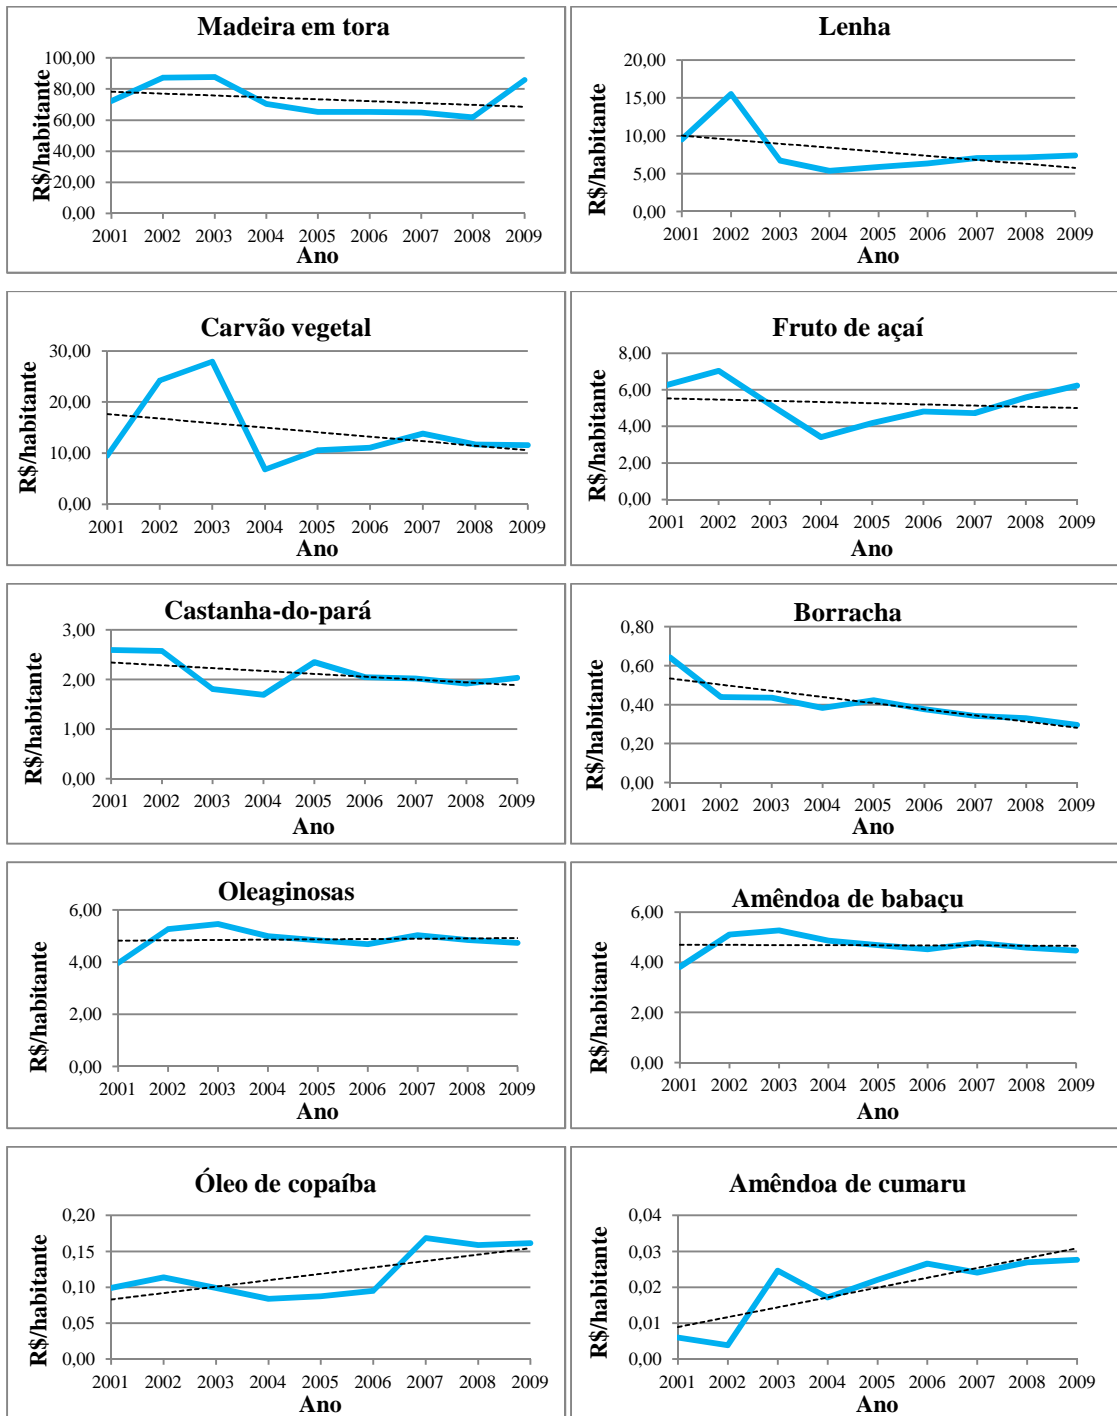 Madeira em tora
R$/habitante
100,00
80,00
60,00
40,00
20,00
0,00
2001 2002 2003 2004 2005 2006 2007 2008 2009
Ano
Lenha
R$/habitante
20,00
15,00
10,00
5,00
0,00
2001 2002 2003 2004 2005 2006 2007 2008 2009
Ano
Carvão vegetal
R$/habitante
30,00
20,00
10,00
0,00
2001 2002 2003 2004 2005 2006 2007 2008 2009
Ano
Fruto de açaí
R$/habitante
8,00
6,00
4,00
2,00
0,00
2001 2002 2003 2004 2005 2006 2007 2008 2009
Ano
Castanha-do-pará
R$/habitante
3,00
2,00
1,00
0,00
2001 2002 2003 2004 2005 2006 2007 2008 2009
Ano
Borracha
R$/habitante
0,80
0,60
0,40
0,20
0,00
2001 2002 2003 2004 2005 2006 2007 2008 2009
Ano
Oleaginosas
R$/habitante
6,00
4,00
2,00
0,00
2001 2002 2003 2004 2005 2006 2007 2008 2009
Ano
Amêndoa de babaçu
R$/habitante
6,00
4,00
2,00
0,00
2001 2002 2003 2004 2005 2006 2007 2008 2009
Ano
Óleo de copaíba
R$/habitante
0,20
0,15
0,10
0,05
0,00
2001 2002 2003 2004 2005 2006 2007 2008 2009
Ano
Amêndoa de cumaru
R$/habitante
0,04
0,03
0,02
0,01
0,00
2001 2002 2003 2004 2005 2006 2007 2008 2009
Ano